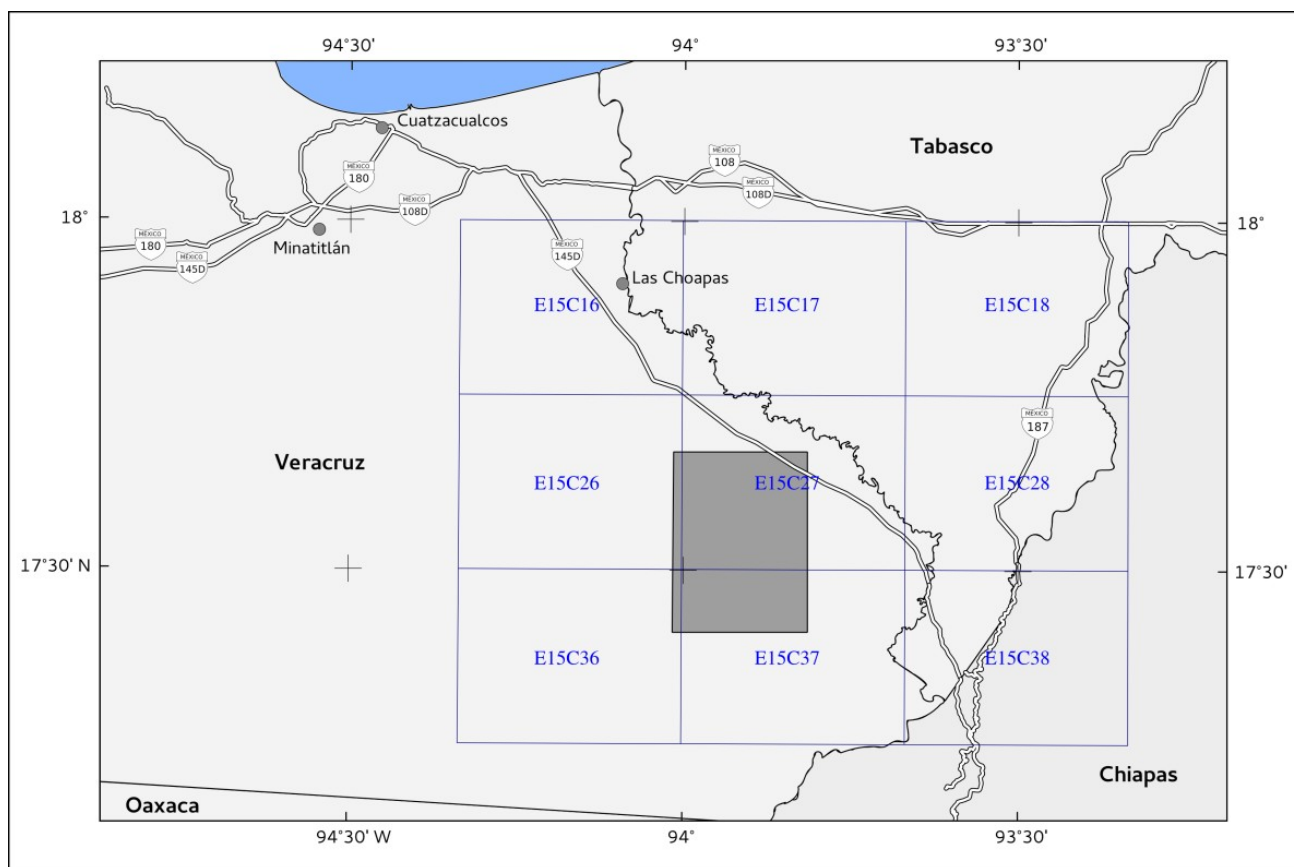 94°30'
94°
93°30'
Cuatzacualcos
Tabasco
MÉXICO
108
MÉXICO
180
MÉXICO
108D
MÉXICO
108D
18°
18°
Minatitlán
MÉXICO
180
MÉXICO
145D
MÉXICO
145D
Las Choapas
E15C16
E15C17
E15C18
MÉXICO
187
Veracruz
E15C26
E15C27
E15C28
17°30' N
17°30'
E15C36
E15C37
E15C38
Chiapas
Oaxaca
94°30' W
94°
93°30'